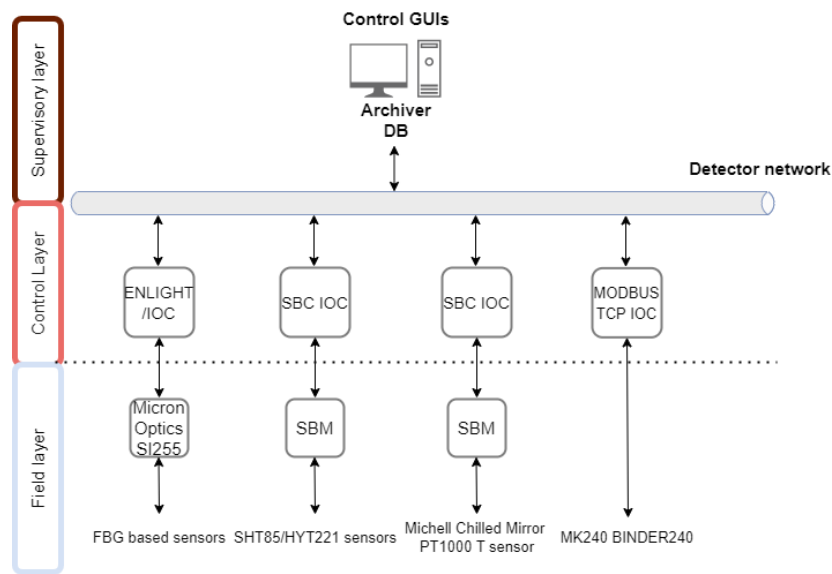 Control GUIs
Archiver
DB
Supervisory layer
Detector network
Control Layer
ENLIGHT
/IOC
SBC IOC
SBC IOC
MODBUS
TCP IOC
Field layer
Micron
Optics
SI255
SBM
SBM
FBG based sensors
SHT85/HYT221 sensors
Michell Chilled Mirror
PT1000 T sensor
MK240 BINDER240